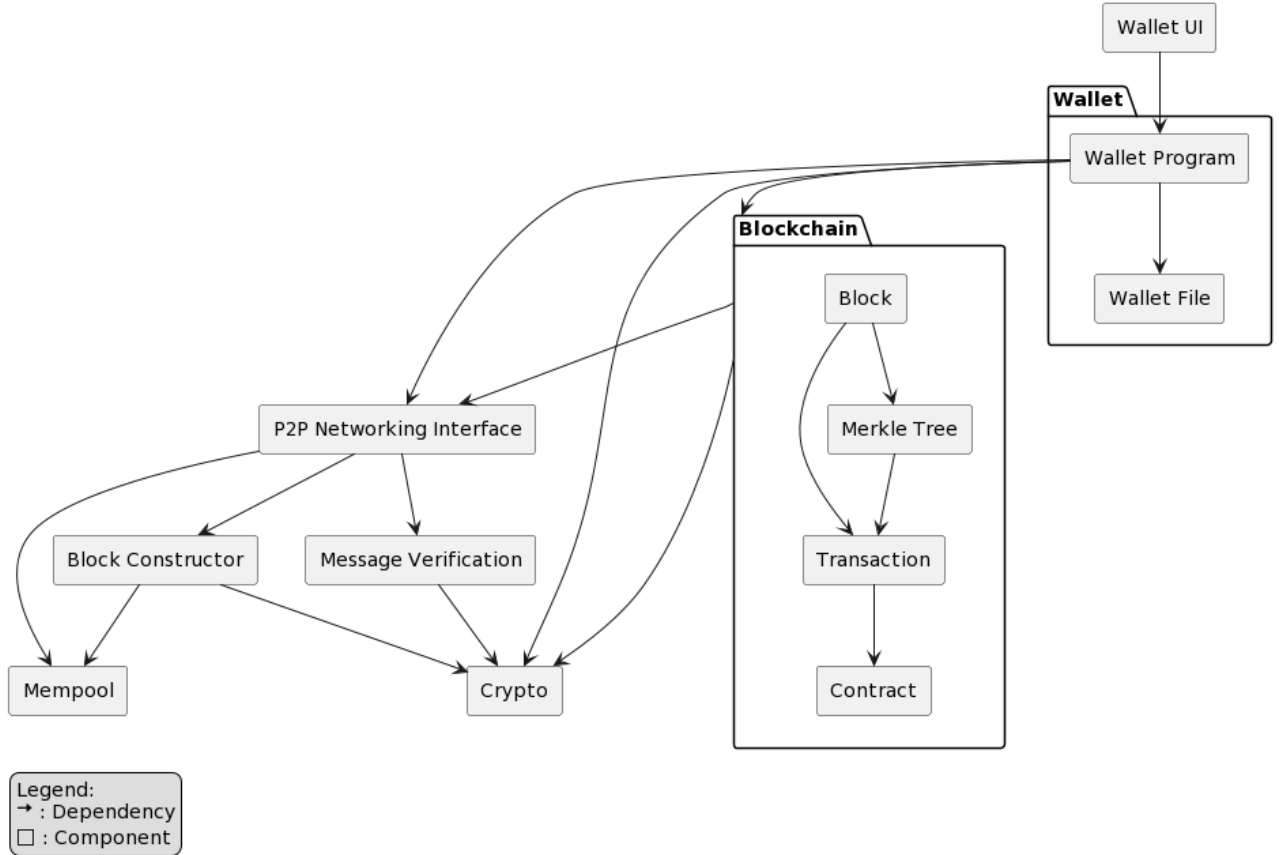 Wallet UI
Wallet
Wallet Program
Blockchain
Block
Wallet File
P2P Networking Interface
Merkle Tree
Block Constructor
Message Verification
Transaction
Mempool
Crypto
Contract
Legend:
→ : Dependency
□ : Component